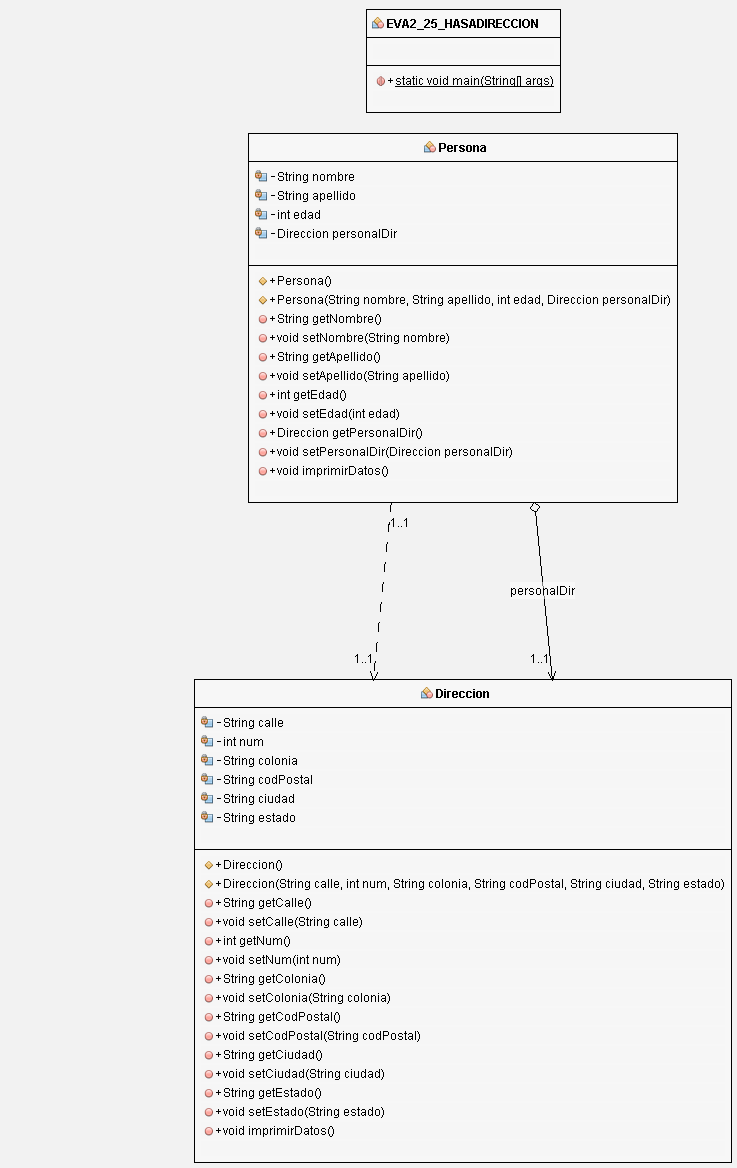 EVA2_25_HASADIRECCION
+ static void main(String[] args)
Persona
- String nombre
- String apellido
- int edad
- Direccion personalDir
+ Persona()
+ Persona(String nombre, String apellido, int edad, Direccion personalDir)
+ String getNombre()
+ void setNombre(String nombre)
+ String getApellido()
+ void setApellido(String apellido)
+ int getEdad()
+ void setEdad(int edad)
+ Direccion getPersonalDir()
+ void setPersonalDir(Direccion personalDir)
+ void imprimirDatos()
1..1
personalDir
1..1
1..1
Direccion
- String calle
- int num
- String colonia
- String codPostal
- String ciudad
- String estado
+ Direccion()
+ Direccion(String calle, int num, String colonia, String codPostal, String ciudad, String estado)
+ String getCalle()
+ void setCalle(String calle)
+ int getNum()
+ void setNum(int num)
+ String getColonia()
+ void setColonia(String colonia)
+ String getCodPostal()
+ void setCodPostal(String codPostal)
+ String getCiudad()
+ void setCiudad(String ciudad)
+ String getEstado()
+ void setEstado(String estado)
+ void imprimirDatos()